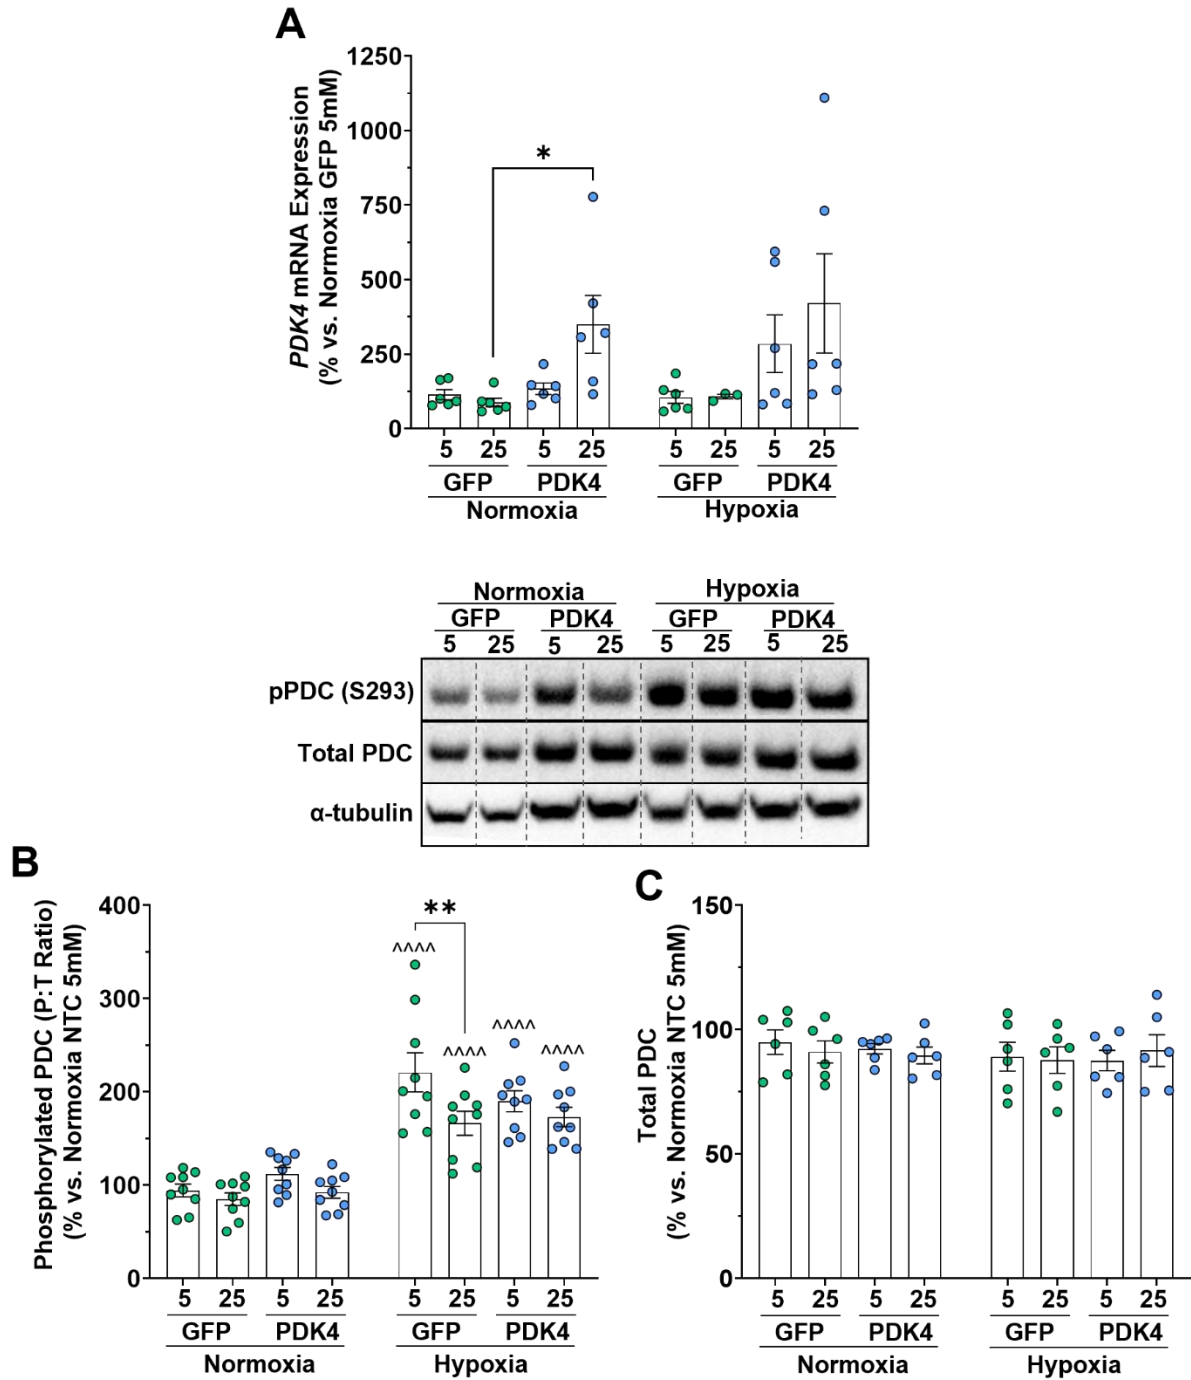 A
PDK4 mRNA Expression
(% vs. Normoxia GFP 5mM)
1250
1000
750
500
250
0
*
5 25 5 25 5 25 5 25
GFP PDK4 GFP PDK4
Normoxia Hypoxia
Normoxia Hypoxia
GFP PDK4 GFP PDK4
5 25 5 25 5 25 5 25
pPDC (S293)
Total PDC
α-tubulin
B
Phosphorylated PDC (P:T Ratio)
(% vs. Normoxia NTC 5mM)
400
300
200
100
0
**
^^^^
^^^^
^^^^
^^^^
5 25 5 25 5 25 5 25
GFP PDK4 GFP PDK4
Normoxia Hypoxia
C
Total PDC
(% vs. Normoxia NTC 5mM)
150
100
50
0
5 25 5 25 5 25 5 25
GFP PDK4 GFP PDK4
Normoxia Hypoxia